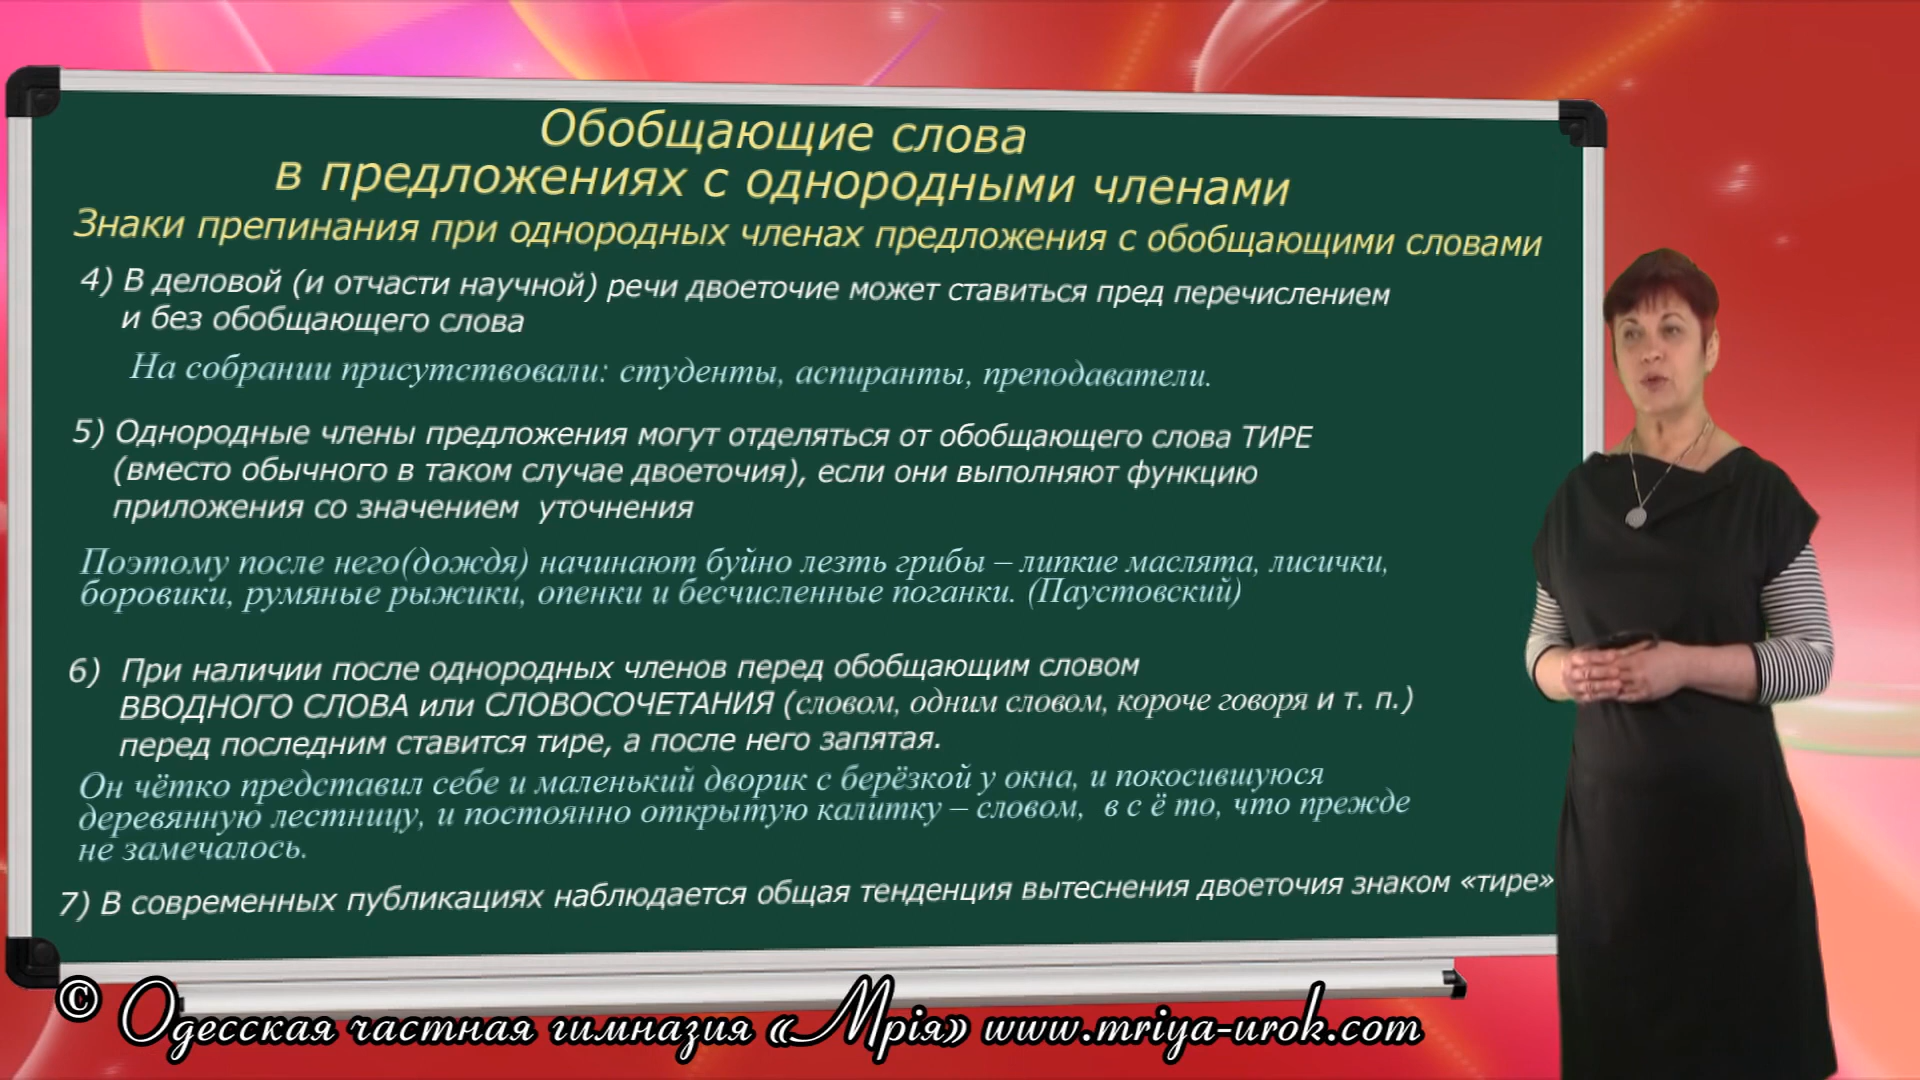 Обобщающие слова
в предложениях с однородными членами
Знаки препинания при однородных членах предложения с обобщающими словами
4) В деловой (и отчасти научной) речи двоеточие может ставиться пред перечислением
и без обобщающего слова
На собрании присутствовали: студенты, аспиранты, преподаватели.
5) Однородные члены предложения могут отделяться от обобщающего слова ТИРЕ
(вместо обычного в таком случае двоеточия), если они выполняют функцию
приложения со значением уточнения
Поэтому после него(дождя) начинают буйно лезть грибы – липкие маслята, лисички,
боровики, румяные рыжики, опенки и бесчисленные поганки. (Паустовский)
6) При наличии после однородных членов перед обобщающим словом
ВВОДНОГО СЛОВА или СЛОВОСОЧЕТАНИЯ (словом, одним словом, короче говоря и т. п.)
перед последним ставится тире, а после него запятая.
Он чётко представил себе и маленький дворик с берёзкой у окна, и покосившуюся
деревянную лестницу, и постоянно открытую калитку – словом, в с ё то, что прежде
не замечалось.
7) В современных публикациях наблюдается общая тенденция вытеснения двоеточия знаком «тире»
© Одесская частная гимназия «Мрія» www.mriya-urok.com